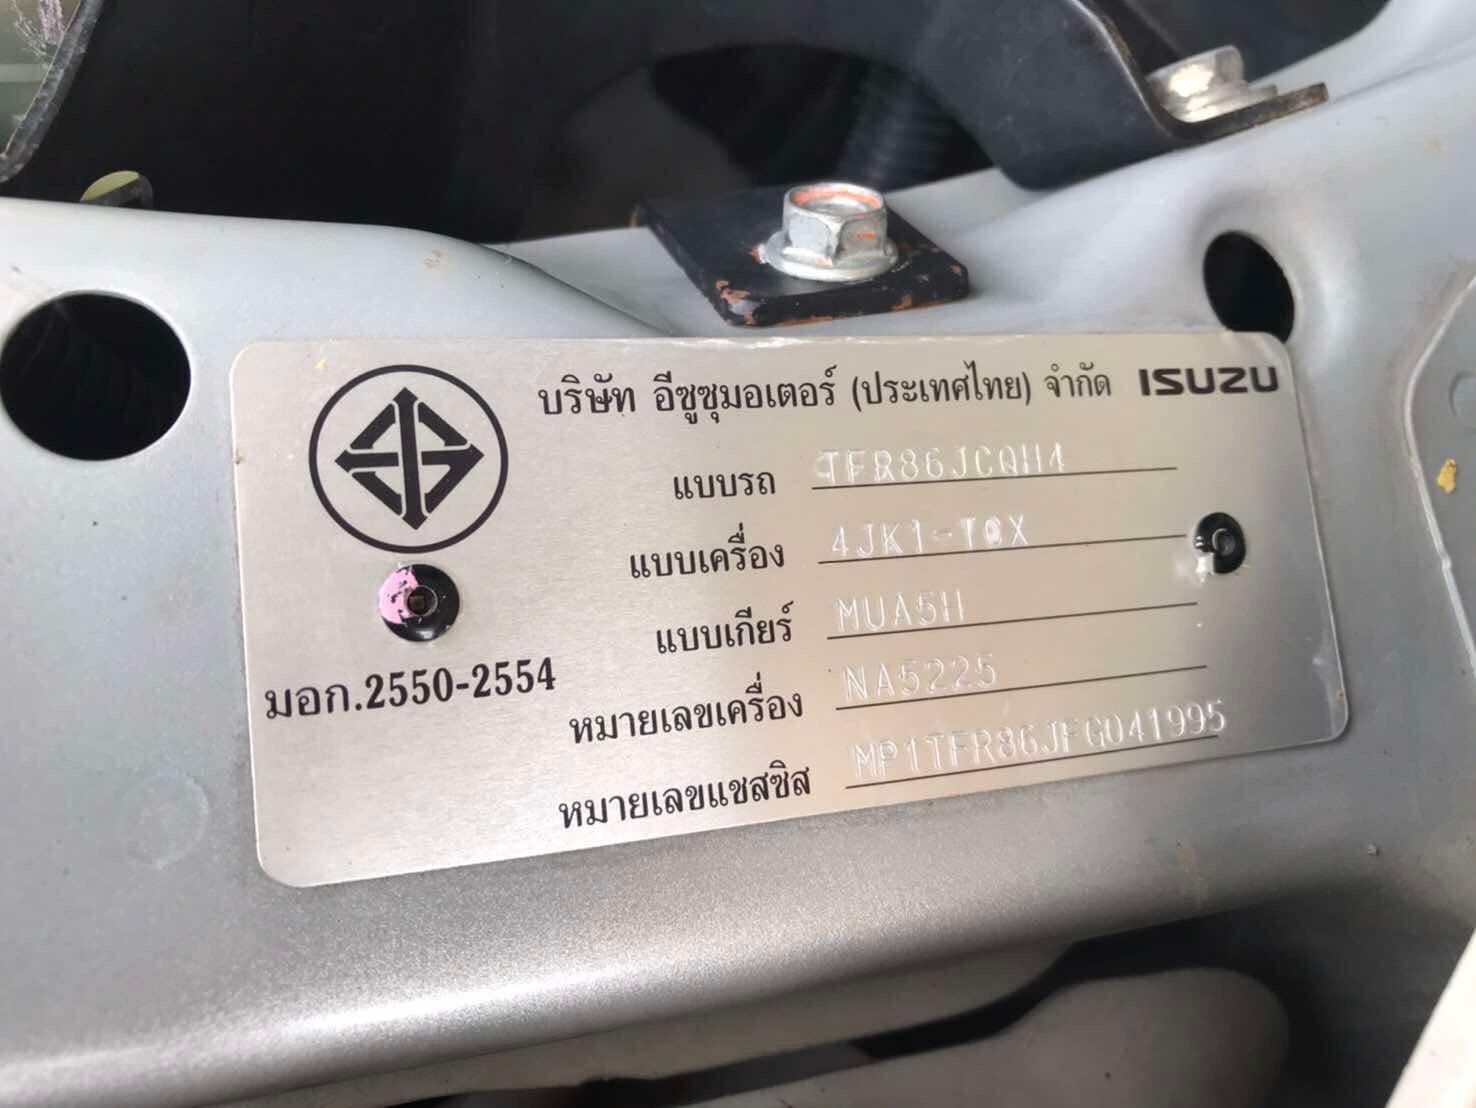 บริษัท อีซูซุมอเตอร์ (ประเทศไทย) จำกัด ISUZU
แบบรถ TFR86JCQH4
แบบเครื่อง 4JK1-TCX
แบบเกียร์ MUA5H
มอก.2550-2554
หมายเลขเครื่อง NA5225
หมายเลขแชสซิส MP1TFR86JFG041995